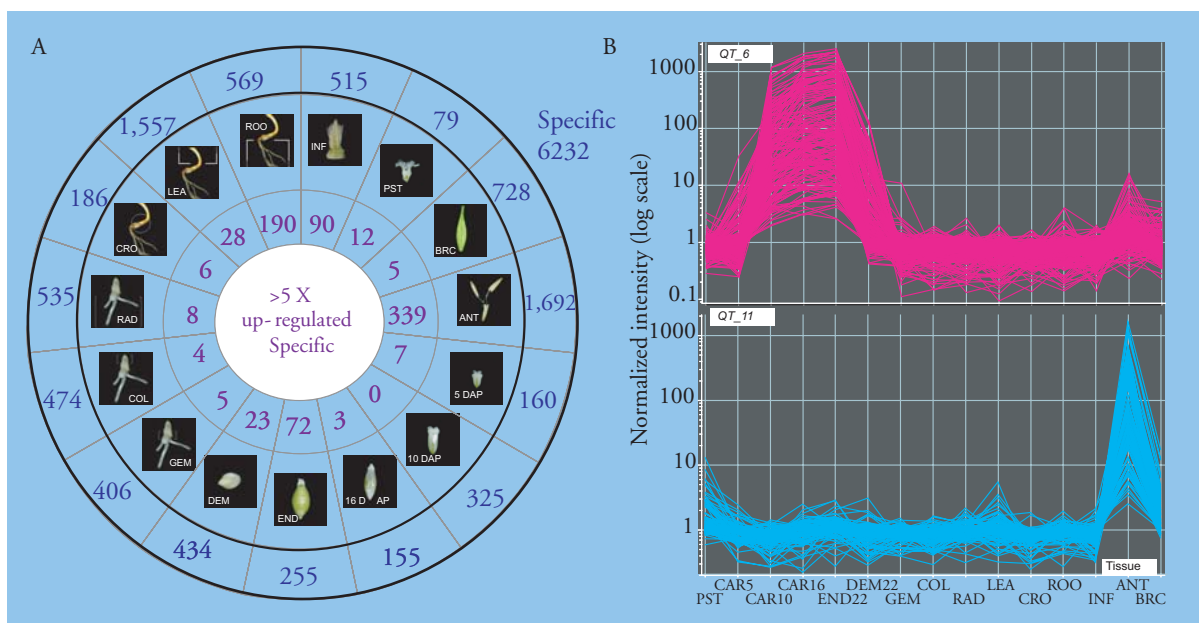 A
569
515
79
Specific
6232
728
1,692
160
325
155
255
434
406
474
535
186
1,557
ROO
INF
PST
BRC
ANT
5 DAP
10 DAP
16 D AP
END
DEM
GEM
COL
RAD
CRO
LEA
190
90
12
5
339
7
0
3
72
23
5
4
8
6
28
>5 X
up- regulated
Specific
B
Normalized intensity (log scale)
QT_6
1000
100
10
1
0.1
QT_11
1000
100
10
1
Tissue
PST
CAR5
CAR10
CAR16
END22
DEM22
GEM
COL
RAD
LEA
CRO
ROO
INF
ANT
BRC